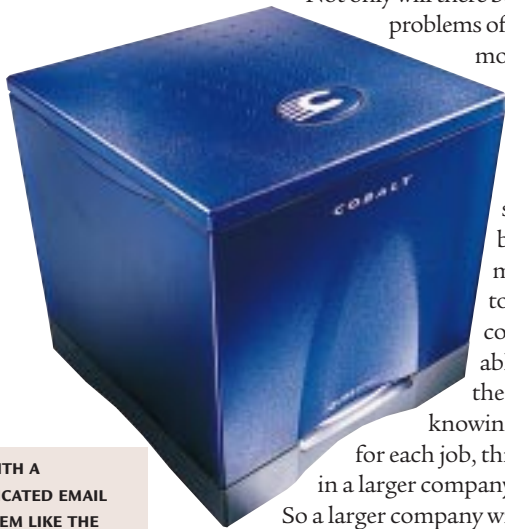 Not only will there b
problems of
mo
COBALT
s
b
m
to
co
abl
the
knowin
for each job, th
in a larger company
So a larger company w
ITH A
ICATED EMAIL
EM LIKE THE